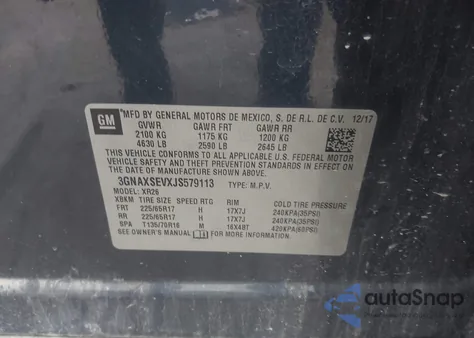 GM
MFD BY GENERAL MOTORS DE MEXICO, S. DE R.L. DE C.V. 12/17
GVWR GAWR FRT GAWR RR
2100 KG 1175 KG 1200 KG
4630 LB 2590 LB 2645 LB
THIS VEHICLE CONFORMS TO ALL APPLICABLE U.S. FEDERAL MOTOR
VEHICLE SAFETY AND THEFT PREVENTION STANDARDS IN EFFECT ON
THE DATE OF MANUFACTURE SHOWN ABOVE.
3GNAXSEVXJS579113 TYPE: M.P.V.
MODEL: XR26
XBKM TIRE SIZE SPEED RTG RIM COLD TIRE PRESSURE
FRT 225/65R17 H 17X7J 240KPA(35PSI)
RR 225/65R17 H 17X7J 240KPA(35PSI)
SPA T135/70R16 M 16X4BT 420KPA(60PSI)
SEE OWNER'S MANUAL FOR MORE INFORMATION.
autoSnap